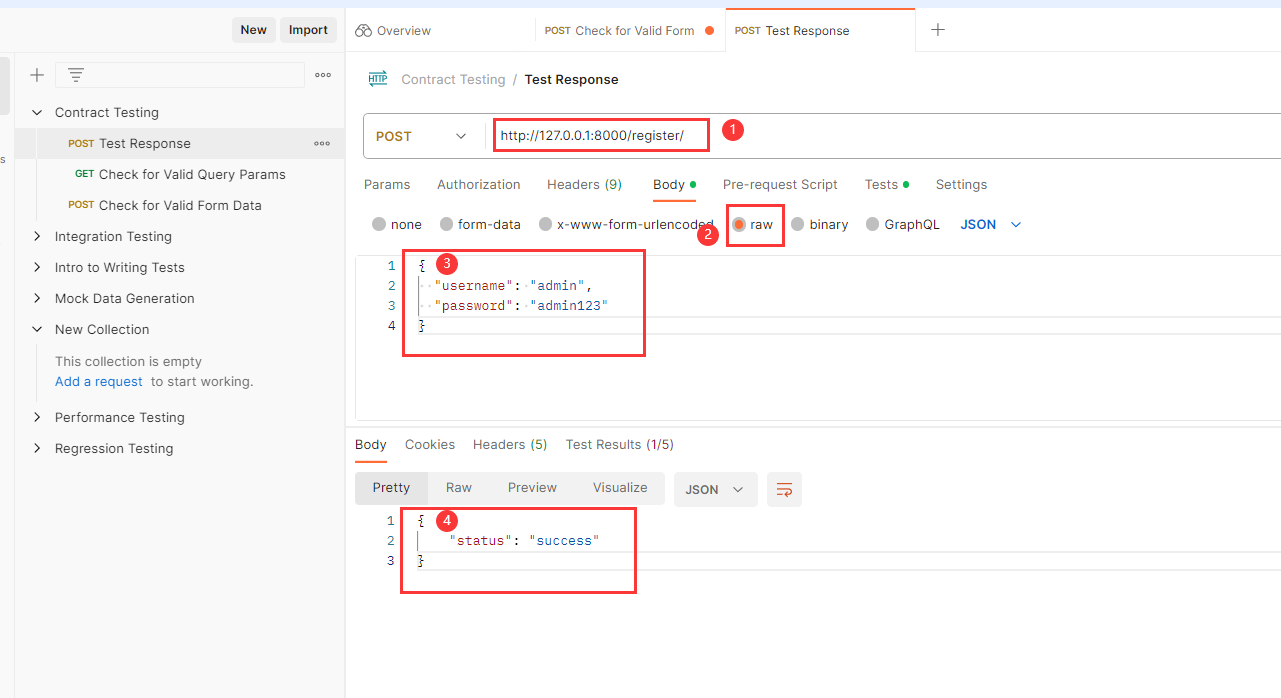 New Import
Overview
POST Check for Valid Form
POST Test Response
HTTP Contract Testing / Test Response
Contract Testing
POST Test Response
GET Check for Valid Query Params
POST Check for Valid Form Data
Integration Testing
Intro to Writing Tests
Mock Data Generation
New Collection
This collection is empty
Add a request to start working.
Performance Testing
Regression Testing
s
POST http://127.0.0.1:8000/register/ 1
Params Authorization Headers (9) Body Pre-request Script Tests Settings
none form-data x-www-form-urlencoded 2 raw binary GraphQL JSON
1 { 3
2 "username": "admin",
3 "password": "admin123"
4 }
Body Cookies Headers (5) Test Results (1/5)
Pretty Raw Preview Visualize JSON
1 { 4
2 "status": "success"
3 }